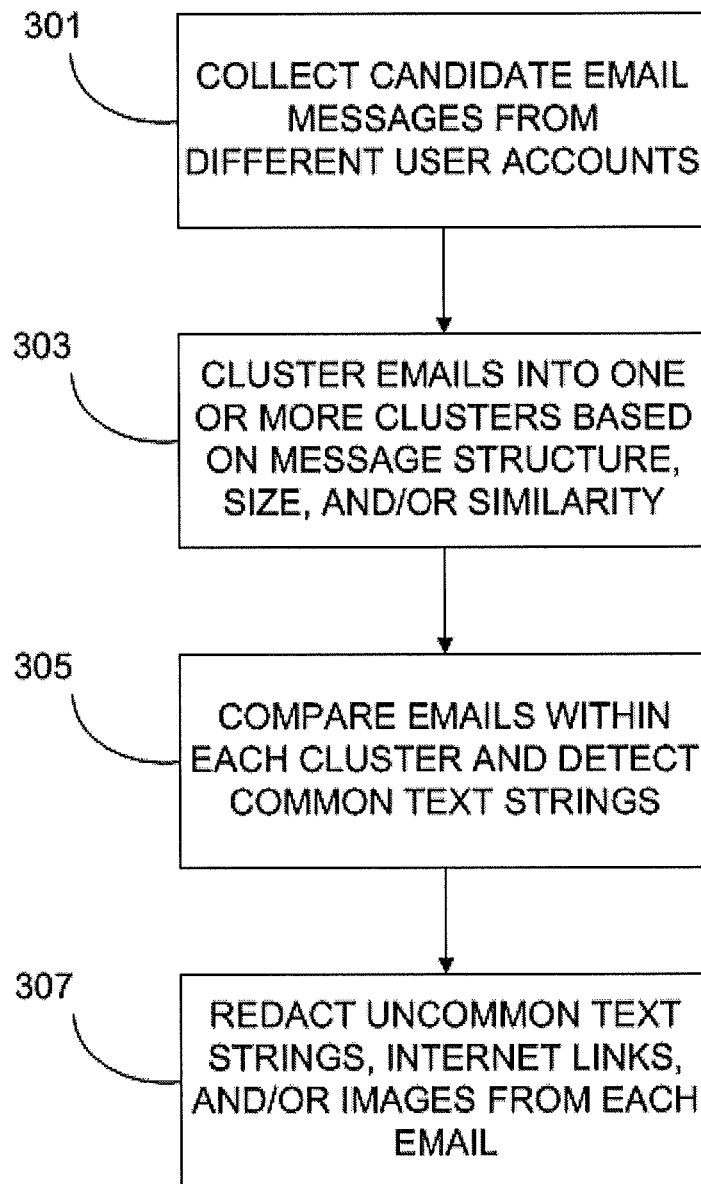 301
COLLECT CANDIDATE EMAIL
MESSAGES FROM
DIFFERENT USER ACCOUNTS
303
CLUSTER EMAILS INTO ONE
OR MORE CLUSTERS BASED
ON MESSAGE STRUCTURE,
SIZE, AND/OR SIMILARITY
305
COMPARE EMAILS WITHIN
EACH CLUSTER AND DETECT
COMMON TEXT STRINGS
307
REDACT UNCOMMON TEXT
STRINGS, INTERNET LINKS,
AND/OR IMAGES FROM EACH
EMAIL